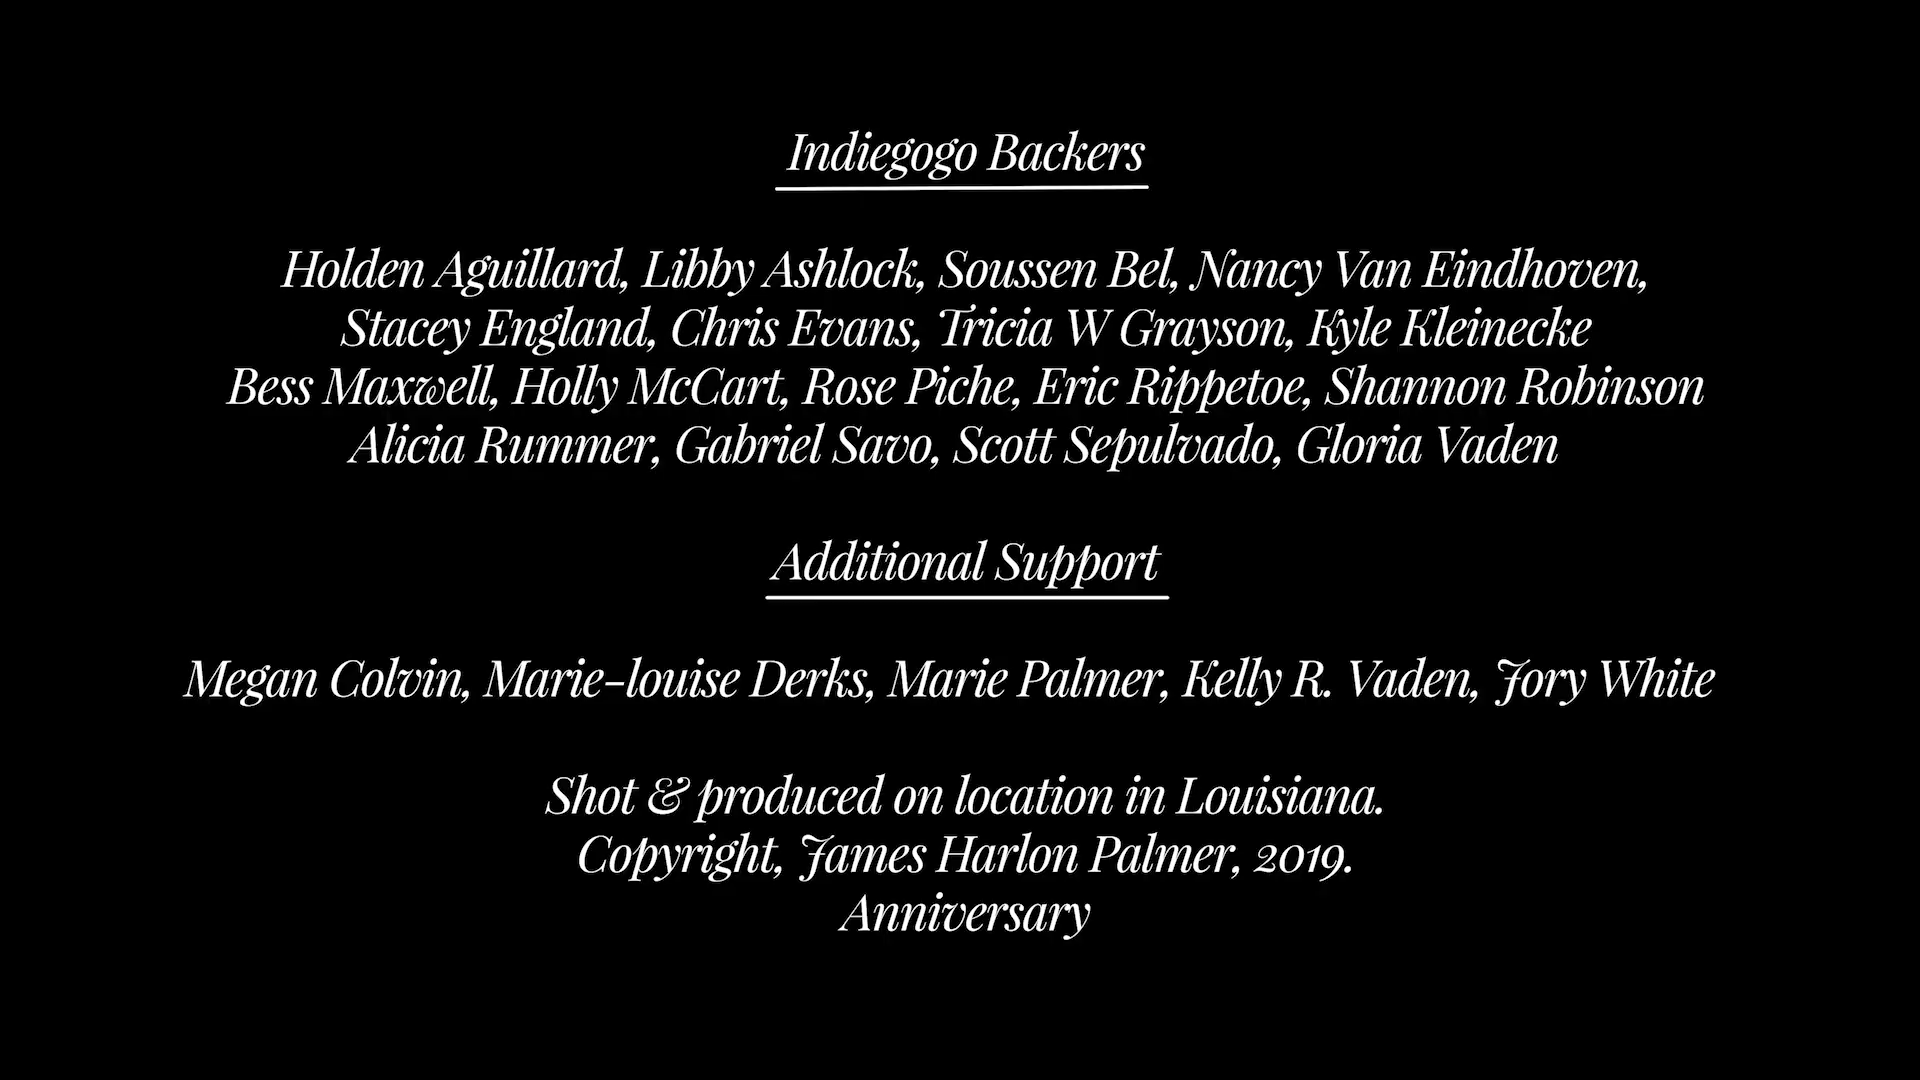 Indiegogo Backers
Holden Aguillard, Libby Ashlock, Soussen Bel, Nancy Van Eindhoven,
Stacey England, Chris Evans, Tricia W Grayson, Kyle Kleinecke
Bess Maxwell, Holly McCart, Rose Piche, Eric Rippetoe, Shannon Robinson
Alicia Rummer, Gabriel Savo, Scott Sepulvado, Gloria Vaden
Additional Support
Megan Colvin, Marie-louise Derks, Marie Palmer, Kelly R. Vaden, Jory White
Shot & produced on location in Louisiana.
Copyright, James Harlon Palmer, 2019.
Anniversary